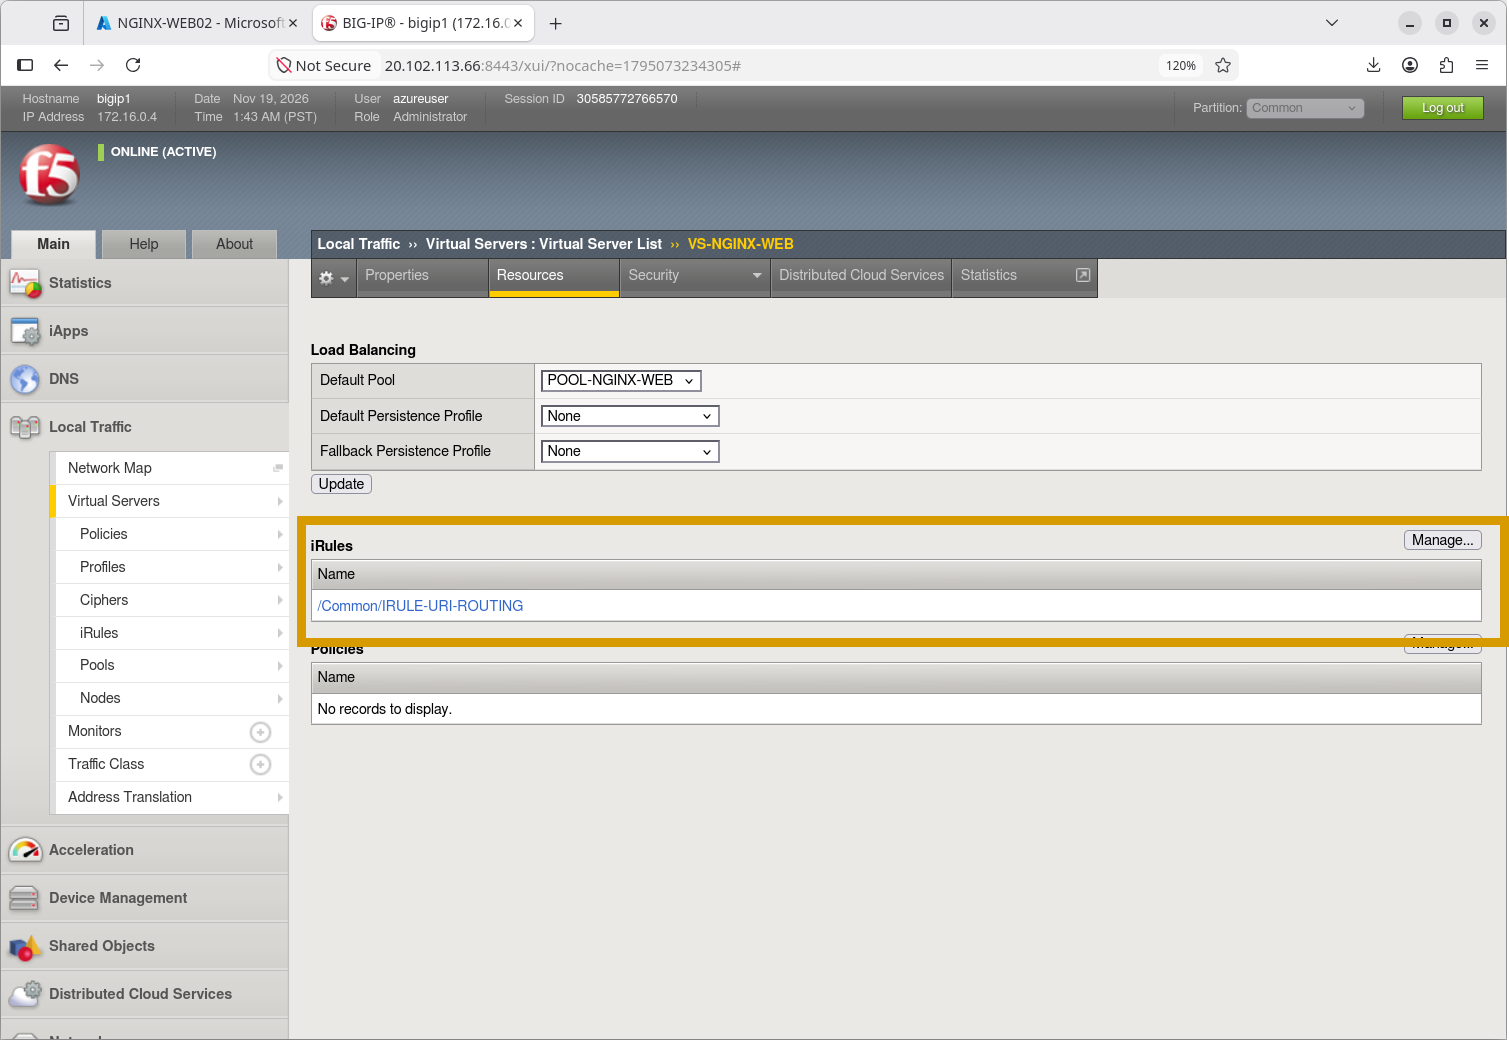 NGINX-WEB02 - Microsoft
BIG-IP® - bigip1 (172.16.0
Not Secure 20.102.113.66:8443/xui/?nocache=1795073234305# 120%
Hostname bigip1 Date Nov 19, 2026 User azureuser Session ID 30585772766570
IP Address 172.16.0.4 Time 1:43 AM (PST) Role Administrator
Partition: Common Log out
f5 ONLINE (ACTIVE)
Main Help About
Local Traffic ›› Virtual Servers : Virtual Server List ›› VS-NGINX-WEB
Properties Resources Security Distributed Cloud Services Statistics
Statistics
iApps
DNS
Local Traffic
Network Map
Virtual Servers
Policies
Profiles
Ciphers
iRules
Pools
Nodes
Monitors
Traffic Class
Address Translation
Acceleration
Device Management
Shared Objects
Distributed Cloud Services
Load Balancing
Default Pool POOL-NGINX-WEB
Default Persistence Profile None
Fallback Persistence Profile None
Update
iRules Manage...
Name
/Common/IRULE-URI-ROUTING
Policies Manage...
Name
No records to display.